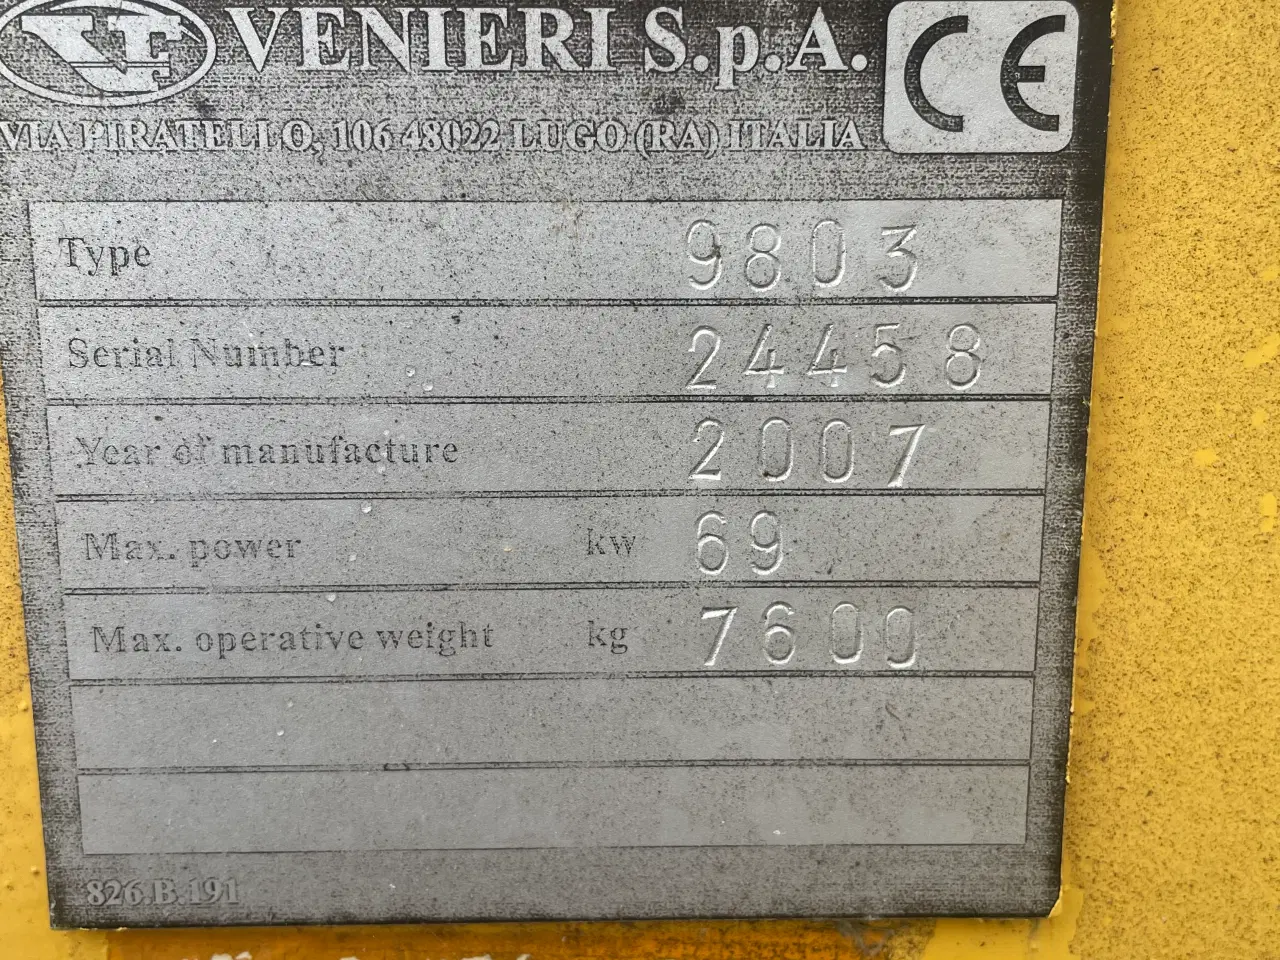 VF VENIERI S.p.A. CE
VIA PIRATELLO, 106 48022 LUGO (RA) ITALIA
Type 9803
Serial Number 24458
Year of manufacture 2007
Max. power kw 69
Max. operative weight kg 7600
826.B.191